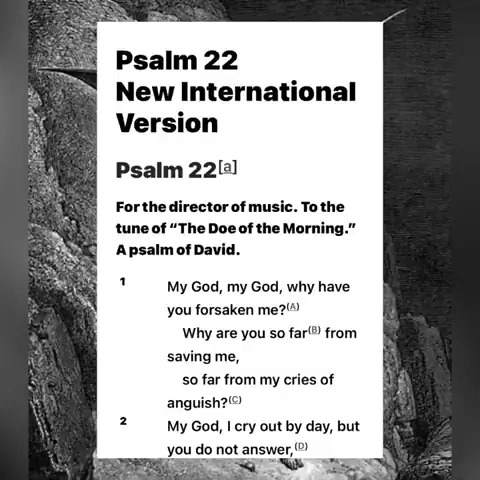 Psalm 22
New International
Version
Psalm 22[a]
For the director of music. To the
tune of “The Doe of the Morning.”
A psalm of David.
1 My God, my God, why have
you forsaken me?(A)
Why are you so far(B) from
saving me,
so far from my cries of
anguish?(C)
2 My God, I cry out by day, but
you do not answer,(D)